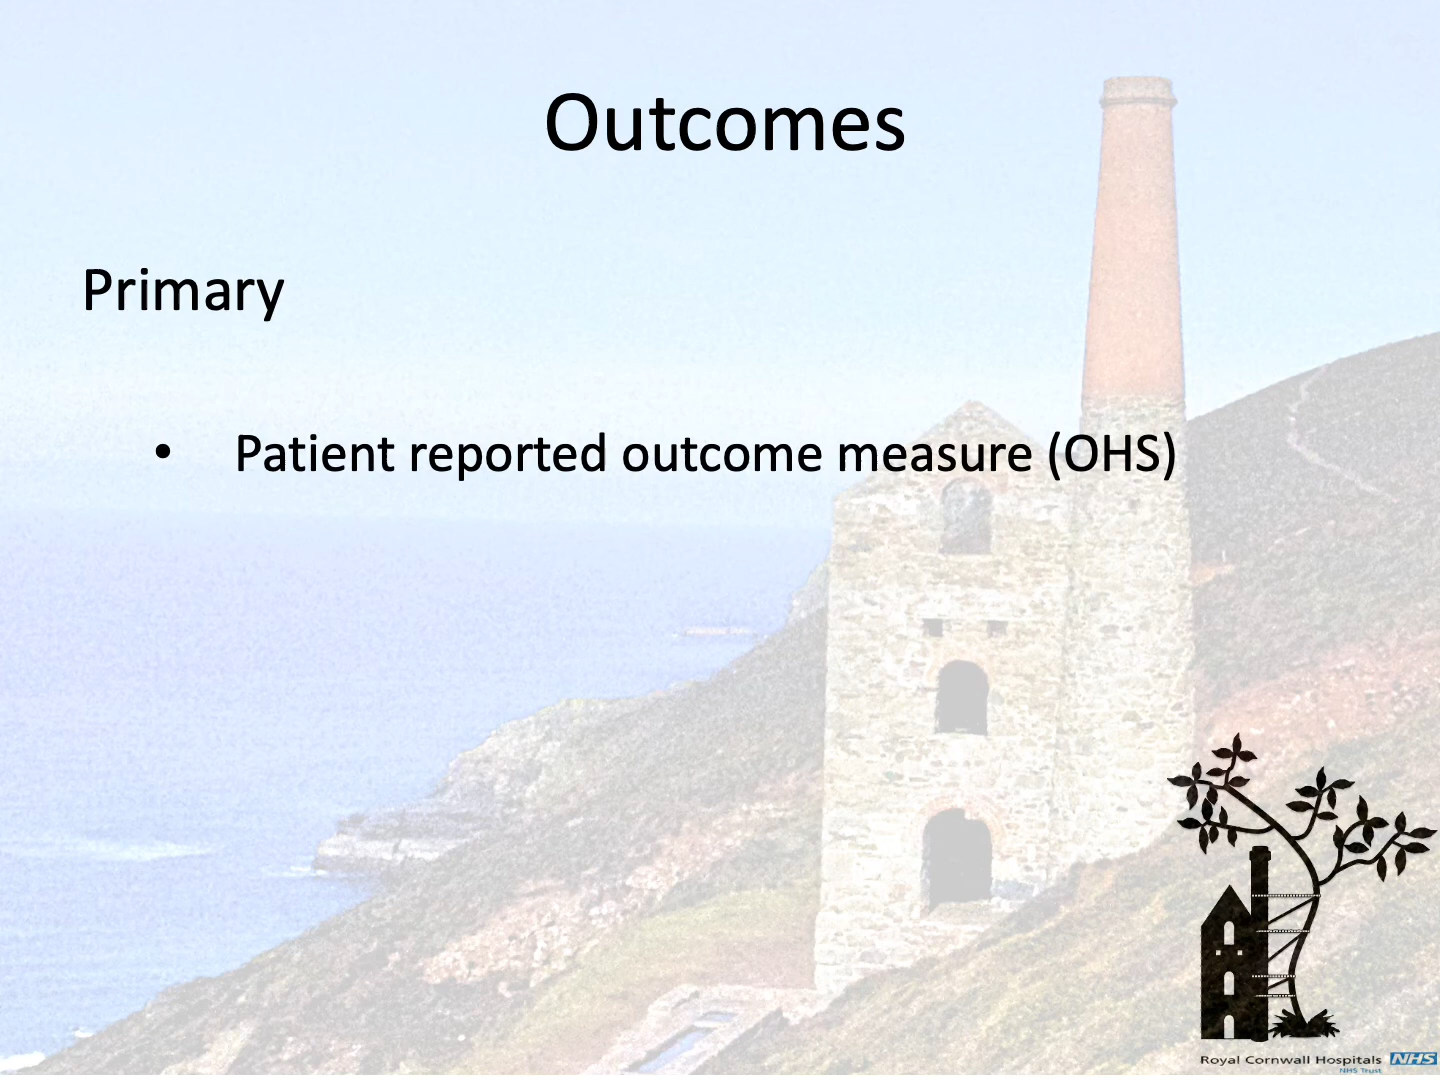 Outcomes
Primary
• Patient reported outcome measure (OHS)
Royal Cornwall Hospitals NHS
NHS Trust